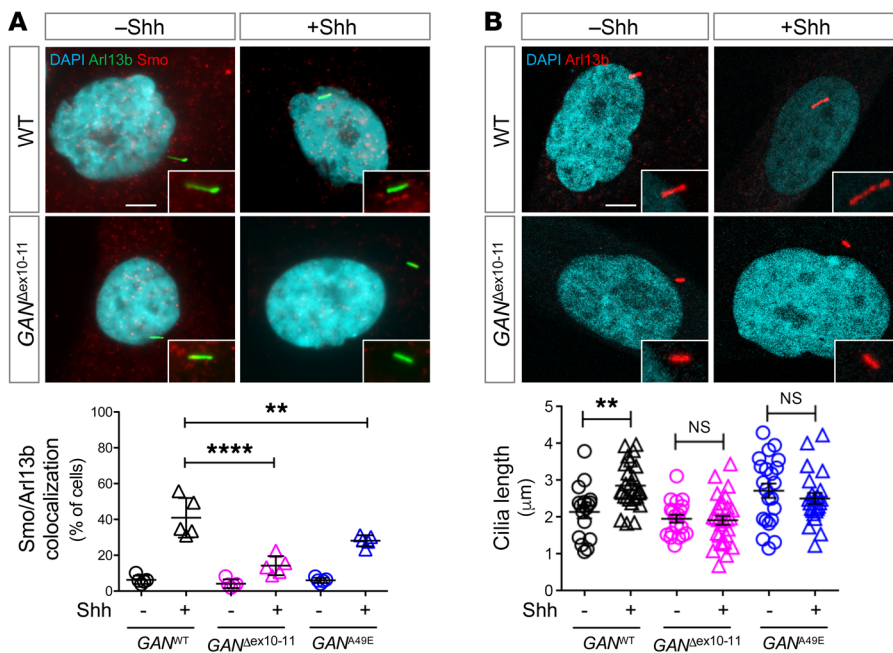 A
–Shh
+Shh
WT
DAPI Arl13b Smo
GANΔex10-11
Smo/Arl13b
colocalization
(% of cells)
100
80
60
40
20
0
**
****
Shh - + - + - +
GANWT GANΔex10-11 GANA49E
B
–Shh
+Shh
WT
DAPI Arl13b
GANΔex10-11
Cilia length
(μm)
5
4
3
2
1
0
**
NS
NS
Shh - + - + - +
GANWT GANΔex10-11 GANA49E